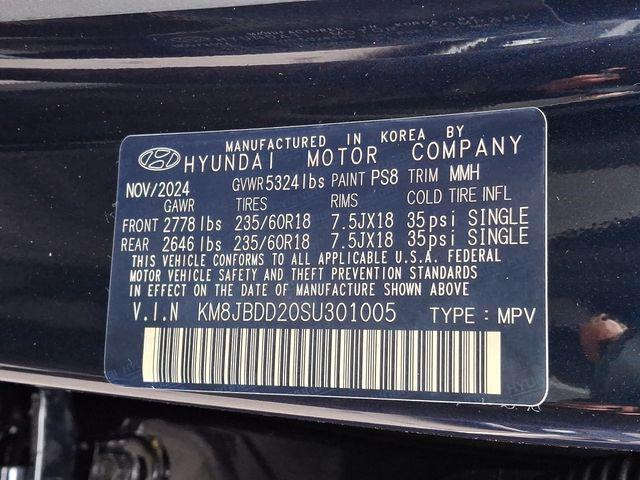 MANUFACTURED IN KOREA BY
HYUNDAI MOTOR COMPANY
NOV/2024 GVWR 5324 lbs PAINT PS8 TRIM MMH
GAWR TIRES RIMS COLD TIRE INFL
FRONT 2778 lbs 235/60R18 7.5JX18 35psi SINGLE
REAR 2646 lbs 235/60R18 7.5JX18 35psi SINGLE
THIS VEHICLE CONFORMS TO ALL APPLICABLE U.S.A. FEDERAL
MOTOR VEHICLE SAFETY AND THEFT PREVENTION STANDARDS
IN EFFECT ON THE DATE OF MANUFACTURE SHOWN ABOVE
V.I.N KM8JBDD20SU301005 TYPE : MPV